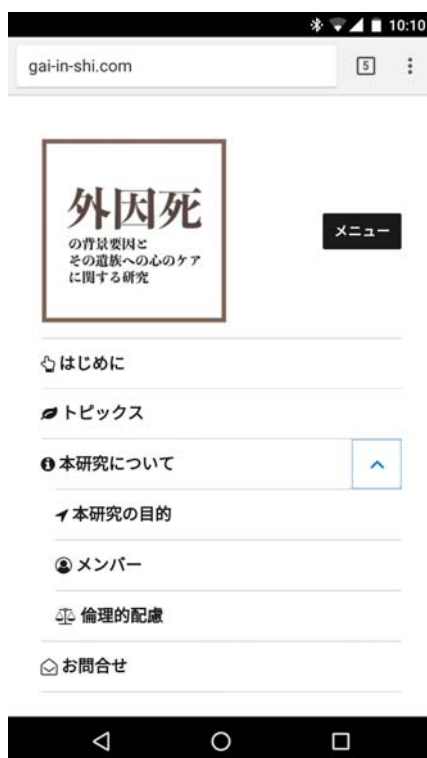 10:10
gai-in-shi.com
5
外因死
の背景要因と
その遺族への心のケア
に関する研究
メニュー
はじめに
トピックス
本研究について
本研究の目的
メンバー
倫理的配慮
お問合せ